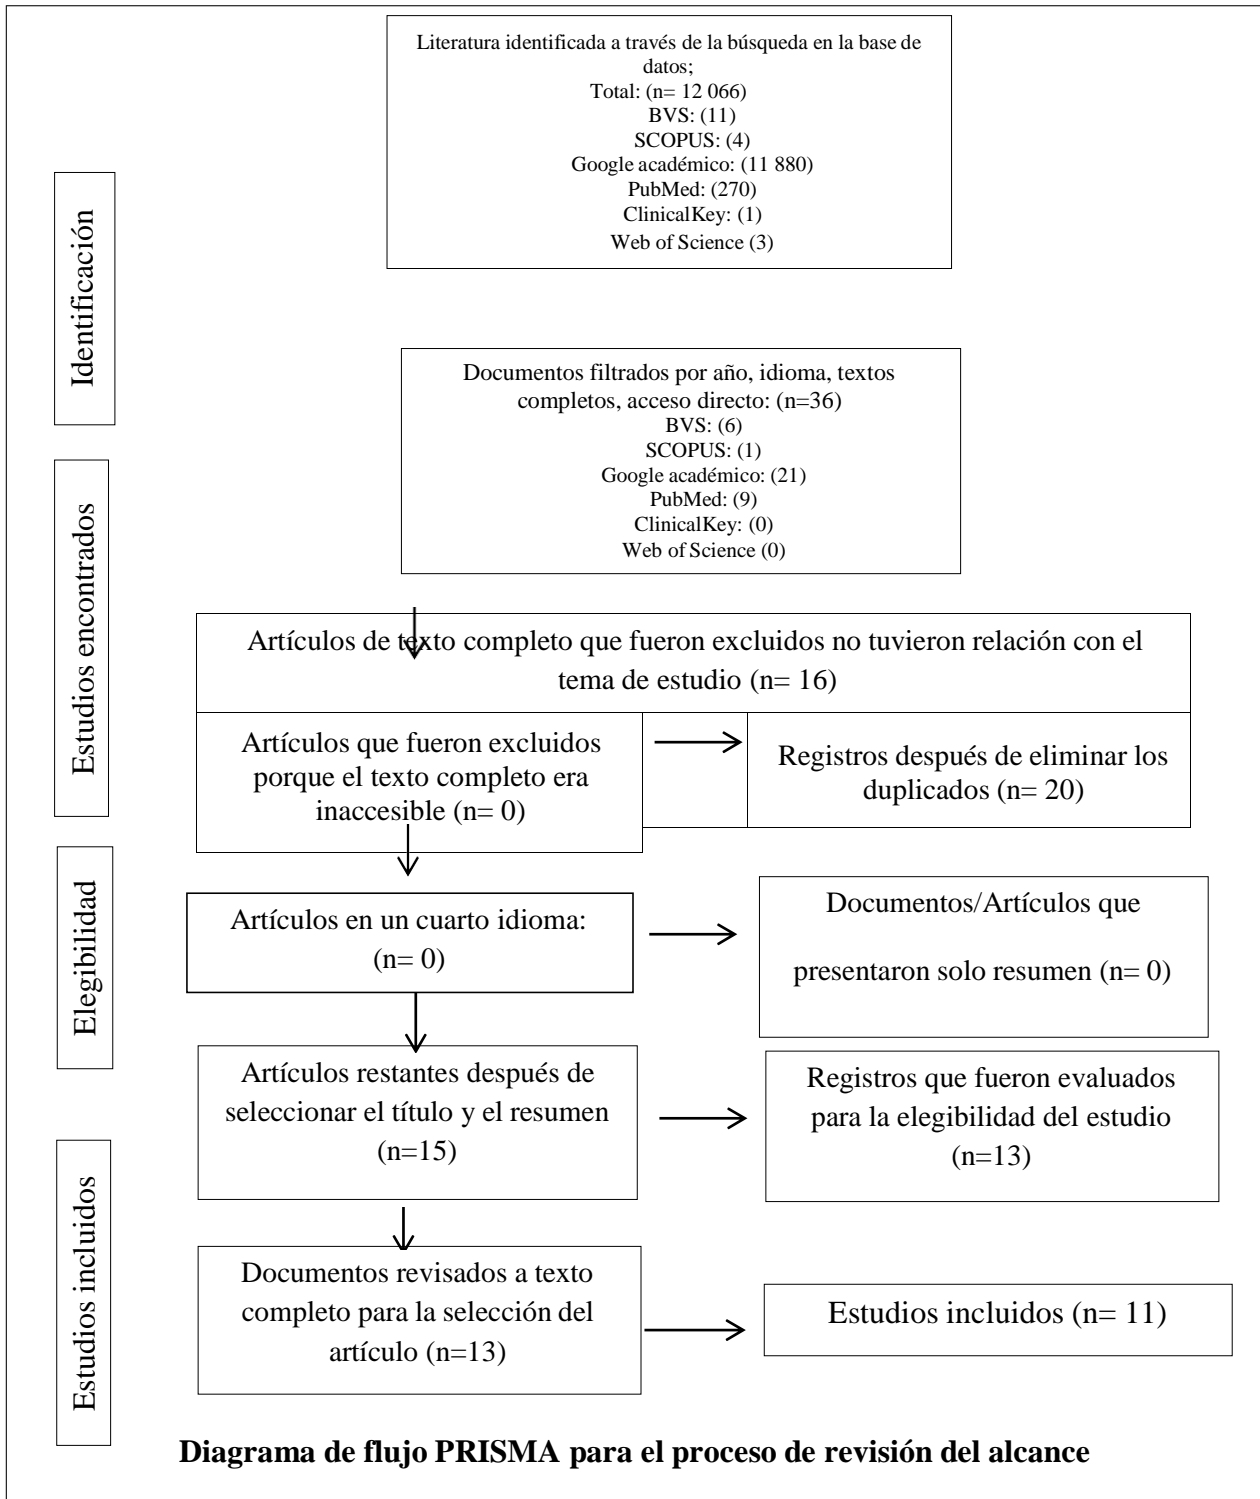 Literatura identificada a través de la búsqueda en la base de
datos;
Total: (n= 12 066)
BVS: (11)
SCOPUS: (4)
Google académico: (11 880)
PubMed: (270)
ClinicalKey: (1)
Web of Science (3)
Identificación
Documentos filtrados por año, idioma, textos
completos, acceso directo: (n=36)
BVS: (6)
SCOPUS: (1)
Google académico: (21)
PubMed: (9)
ClinicalKey: (0)
Web of Science (0)
Estudios encontrados
Artículos de texto completo que fueron excluidos no tuvieron relación con el
tema de estudio (n= 16)
Artículos que fueron excluidos
porque el texto completo era
inaccesible (n= 0)
Registros después de eliminar los
duplicados (n= 20)
Elegibilidad
Artículos en un cuarto idioma:
(n= 0)
Documentos/Artículos que
presentaron solo resumen (n= 0)
Artículos restantes después de
seleccionar el título y el resumen
(n=15)
Registros que fueron evaluados
para la elegibilidad del estudio
(n=13)
Estudios incluidos
Documentos revisados a texto
completo para la selección del
artículo (n=13)
Estudios incluidos (n= 11)
Diagrama de flujo PRISMA para el proceso de revisión del alcance